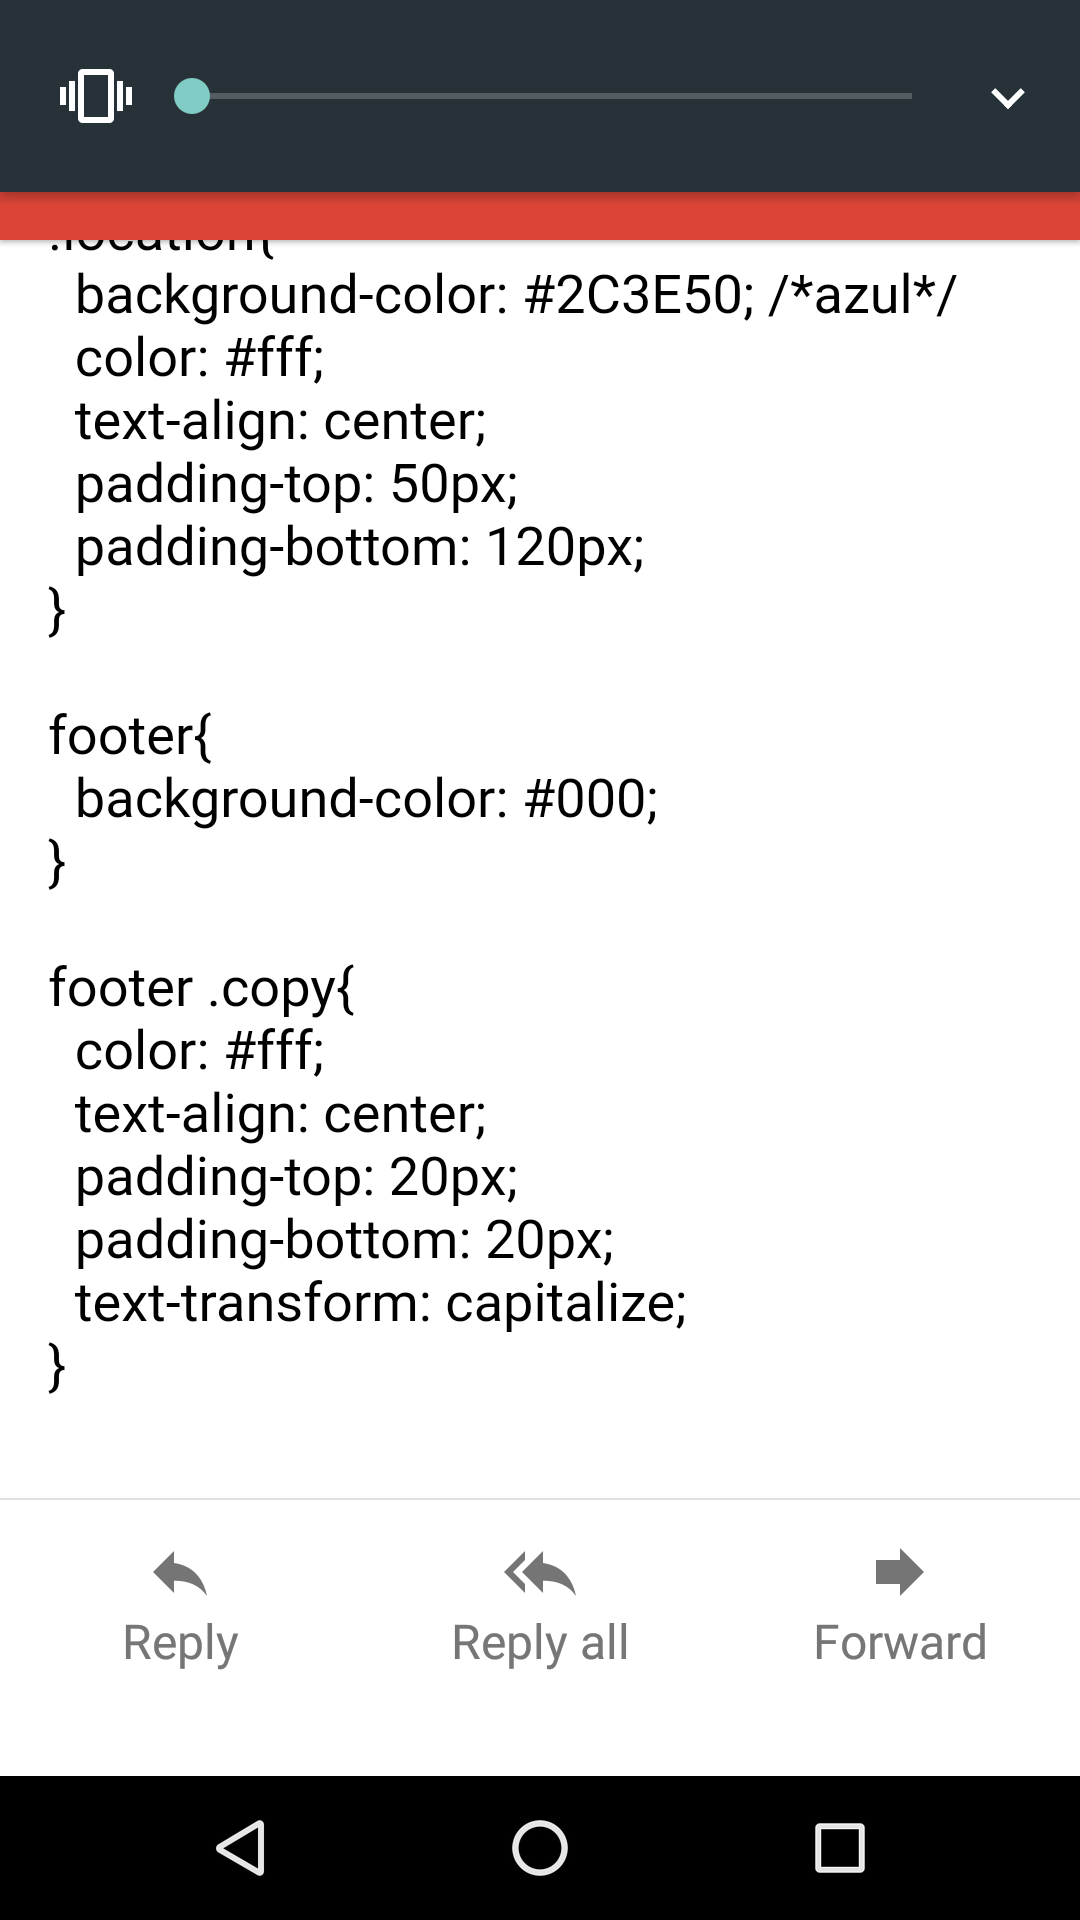 .location{
background-color: #2C3E50; /*azul*/
color: #fff;
text-align: center;
padding-top: 50px;
padding-bottom: 120px;
}
footer{
background-color: #000;
}
footer .copy{
color: #fff;
text-align: center;
padding-top: 20px;
padding-bottom: 20px;
text-transform: capitalize;
}
Reply
Reply all
Forward